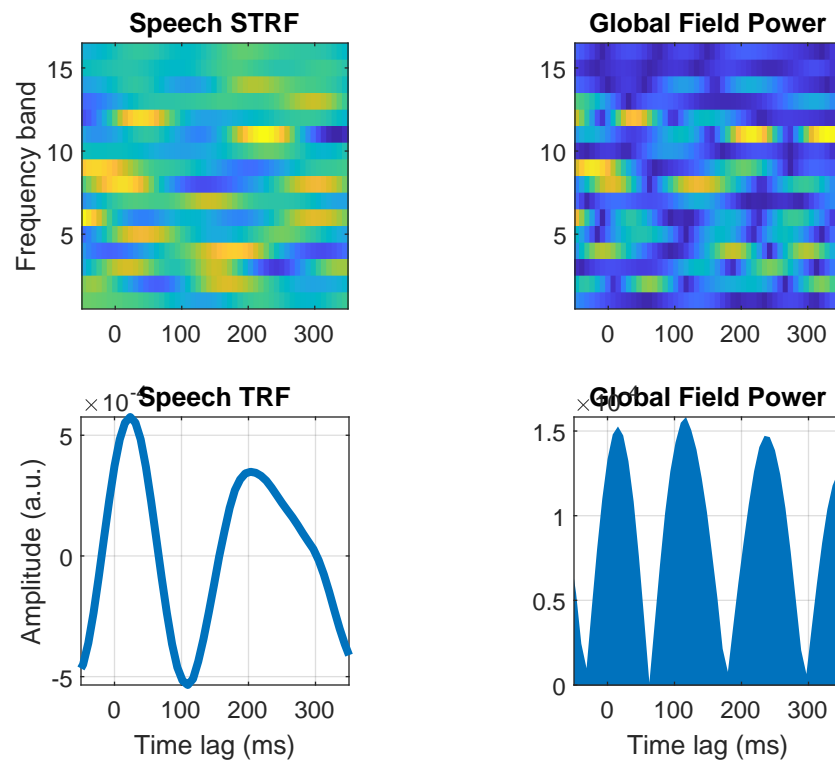 Speech STRF
Global Field Power
15
10
5
Frequency band
0 100 200 300
15
10
5
0 100 200 300
×10⁻⁴
Speech TRF
5
0
-5
Amplitude (a.u.)
0 100 200 300
Time lag (ms)
Global Field Power
1.5
1
0.5
0
0 100 200 300
Time lag (ms)